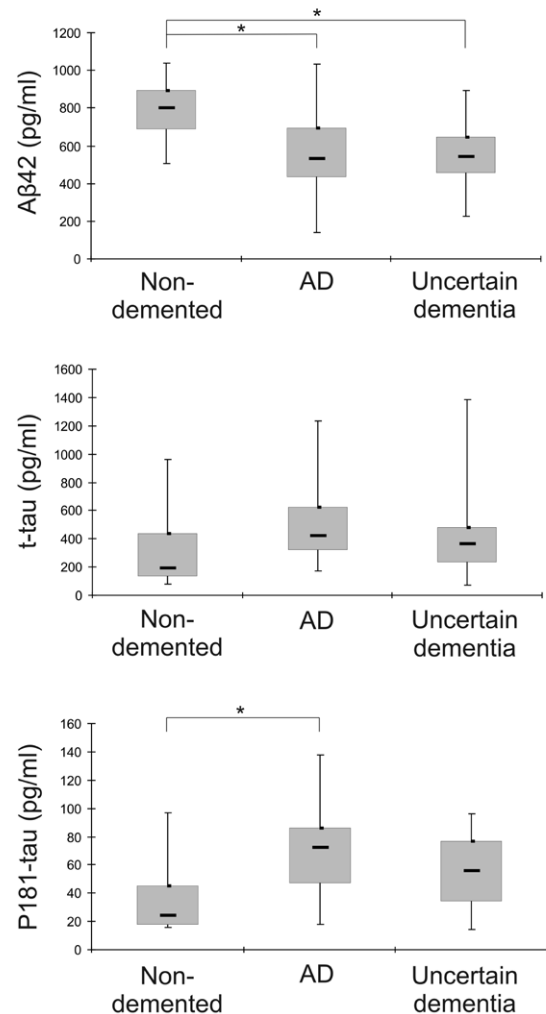 *
*
1200
1000
800
600
400
200
0
Aβ42 (pg/ml)
Non-
demented
AD
Uncertain
dementia
1600
1400
1200
1000
800
600
400
200
0
t-tau (pg/ml)
Non-
demented
AD
Uncertain
dementia
*
160
140
120
100
80
60
40
20
0
P181-tau (pg/ml)
Non-
demented
AD
Uncertain
dementia